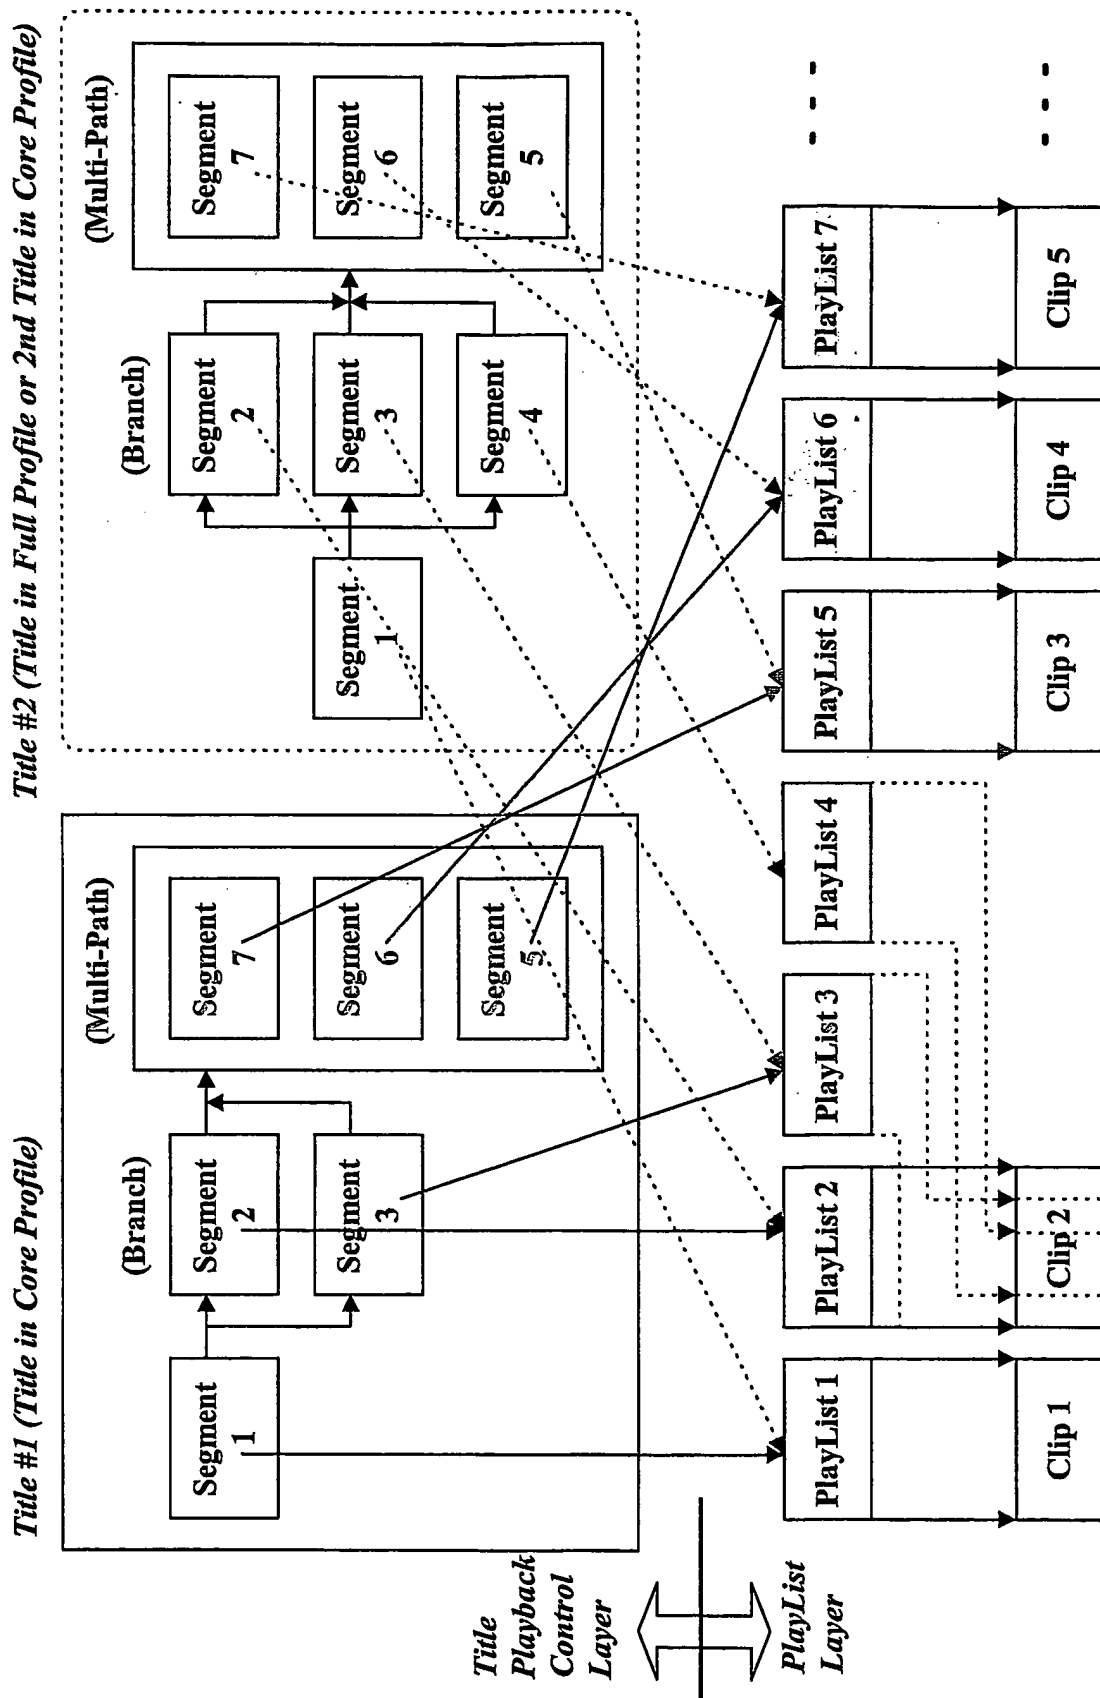 Title #1 (Title in Core Profile)
(Branch)
(Multi-Path)
Segment
1
Segment
2
Segment
3
Segment
7
Segment
6
Segment
5
Title #2 (Title in Full Profile or 2nd Title in Core Profile)
(Branch)
(Multi-Path)
Segment
1
Segment
2
Segment
3
Segment
4
Segment
7
Segment
6
Segment
5
Title
Playback
Control
Layer
PlayList
Layer
PlayList 1
PlayList 2
PlayList 3
PlayList 4
PlayList 5
PlayList 6
PlayList 7
Clip 1
Clip 2
Clip 3
Clip 4
Clip 5